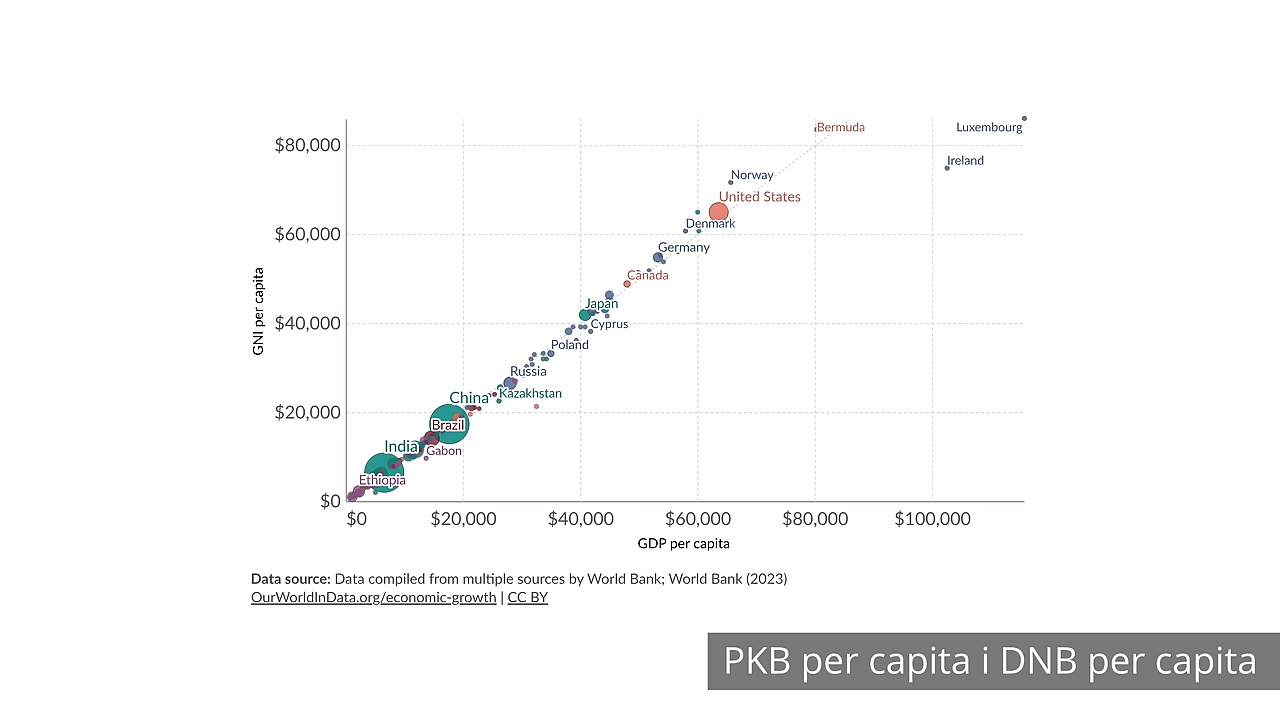 $80,000
$60,000
$40,000
$20,000
$0
GNI per capita
Bermuda
Luxembourg
Ireland
Norway
United States
Denmark
Germany
Canada
Japan
Cyprus
Poland
Russia
Kazakhstan
China
Brazil
India
Gabon
Ethiopia
$0 $20,000 $40,000 $60,000 $80,000 $100,000
GDP per capita
Data source: Data compiled from multiple sources by World Bank; World Bank (2023)
OurWorldInData.org/economic-growth | CC BY
PKB per capita i DNB per capita